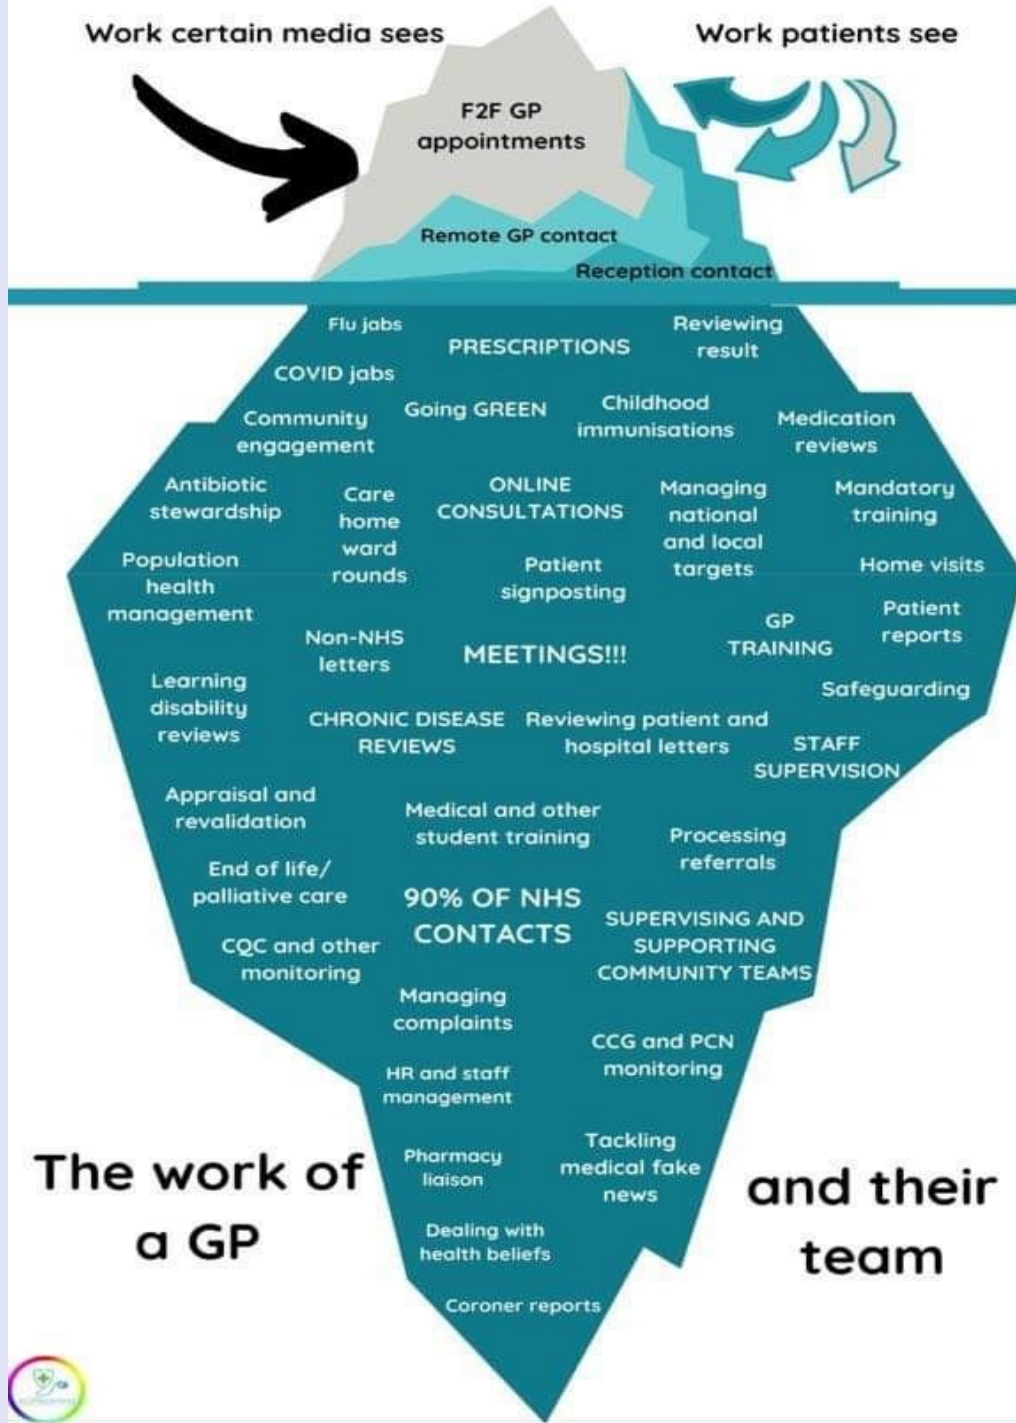 Work certain media sees
Work patients see
F2F GP
appointments
Remote GP contact
Reception contact
Flu jabs
PRESCRIPTIONS
Reviewing
result
COVID jabs
Community
engagement
Going GREEN
Childhood
immunisations
Medication
reviews
Antibiotic
stewardship
Care
home
ward
rounds
ONLINE
CONSULTATIONS
Managing
national
and local
targets
Mandatory
training
Population
health
management
Patient
signposting
Home visits
Patient
reports
GP
TRAINING
Non-NHS
letters
MEETINGS!!!
Safeguarding
Learning
disability
reviews
CHRONIC DISEASE
REVIEWS
Reviewing patient and
hospital letters
STAFF
SUPERVISION
Appraisal and
revalidation
Medical and other
student training
Processing
referrals
End of life/
palliative care
90% OF NHS
CONTACTS
SUPERVISING AND
SUPPORTING
COMMUNITY TEAMS
CQC and other
monitoring
Managing
complaints
CCG and PCN
monitoring
HR and staff
management
Pharmacy
liaison
Tackling
medical fake
news
Dealing with
health beliefs
Coroner reports
The work of
a GP
and their
team